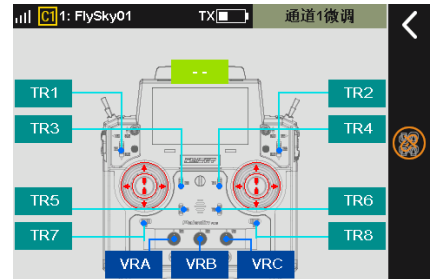 C1 1: FlySky01 TX 通道1微调
--
TR1 TR2
TR3 TR4
TR5 TR6
TR7 TR8
VRA VRB VRC